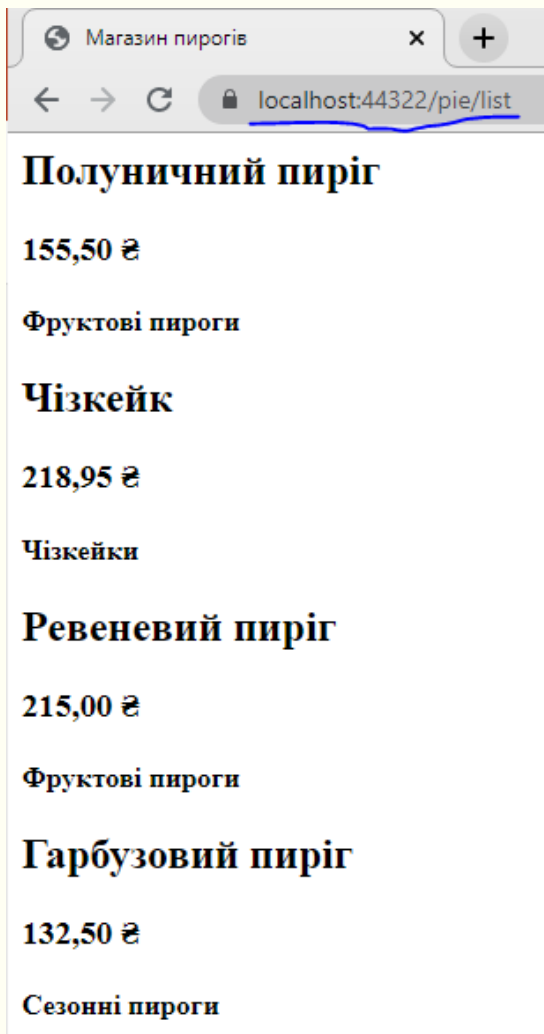 Магазин пирогів
localhost:44322/pie/list
Полуничний пиріг
155,50 ₴
Фруктові пироги
Чізкейк
218,95 ₴
Чізкейки
Ревеневий пиріг
215,00 ₴
Фруктові пироги
Гарбузовий пиріг
132,50 ₴
Сезонні пироги